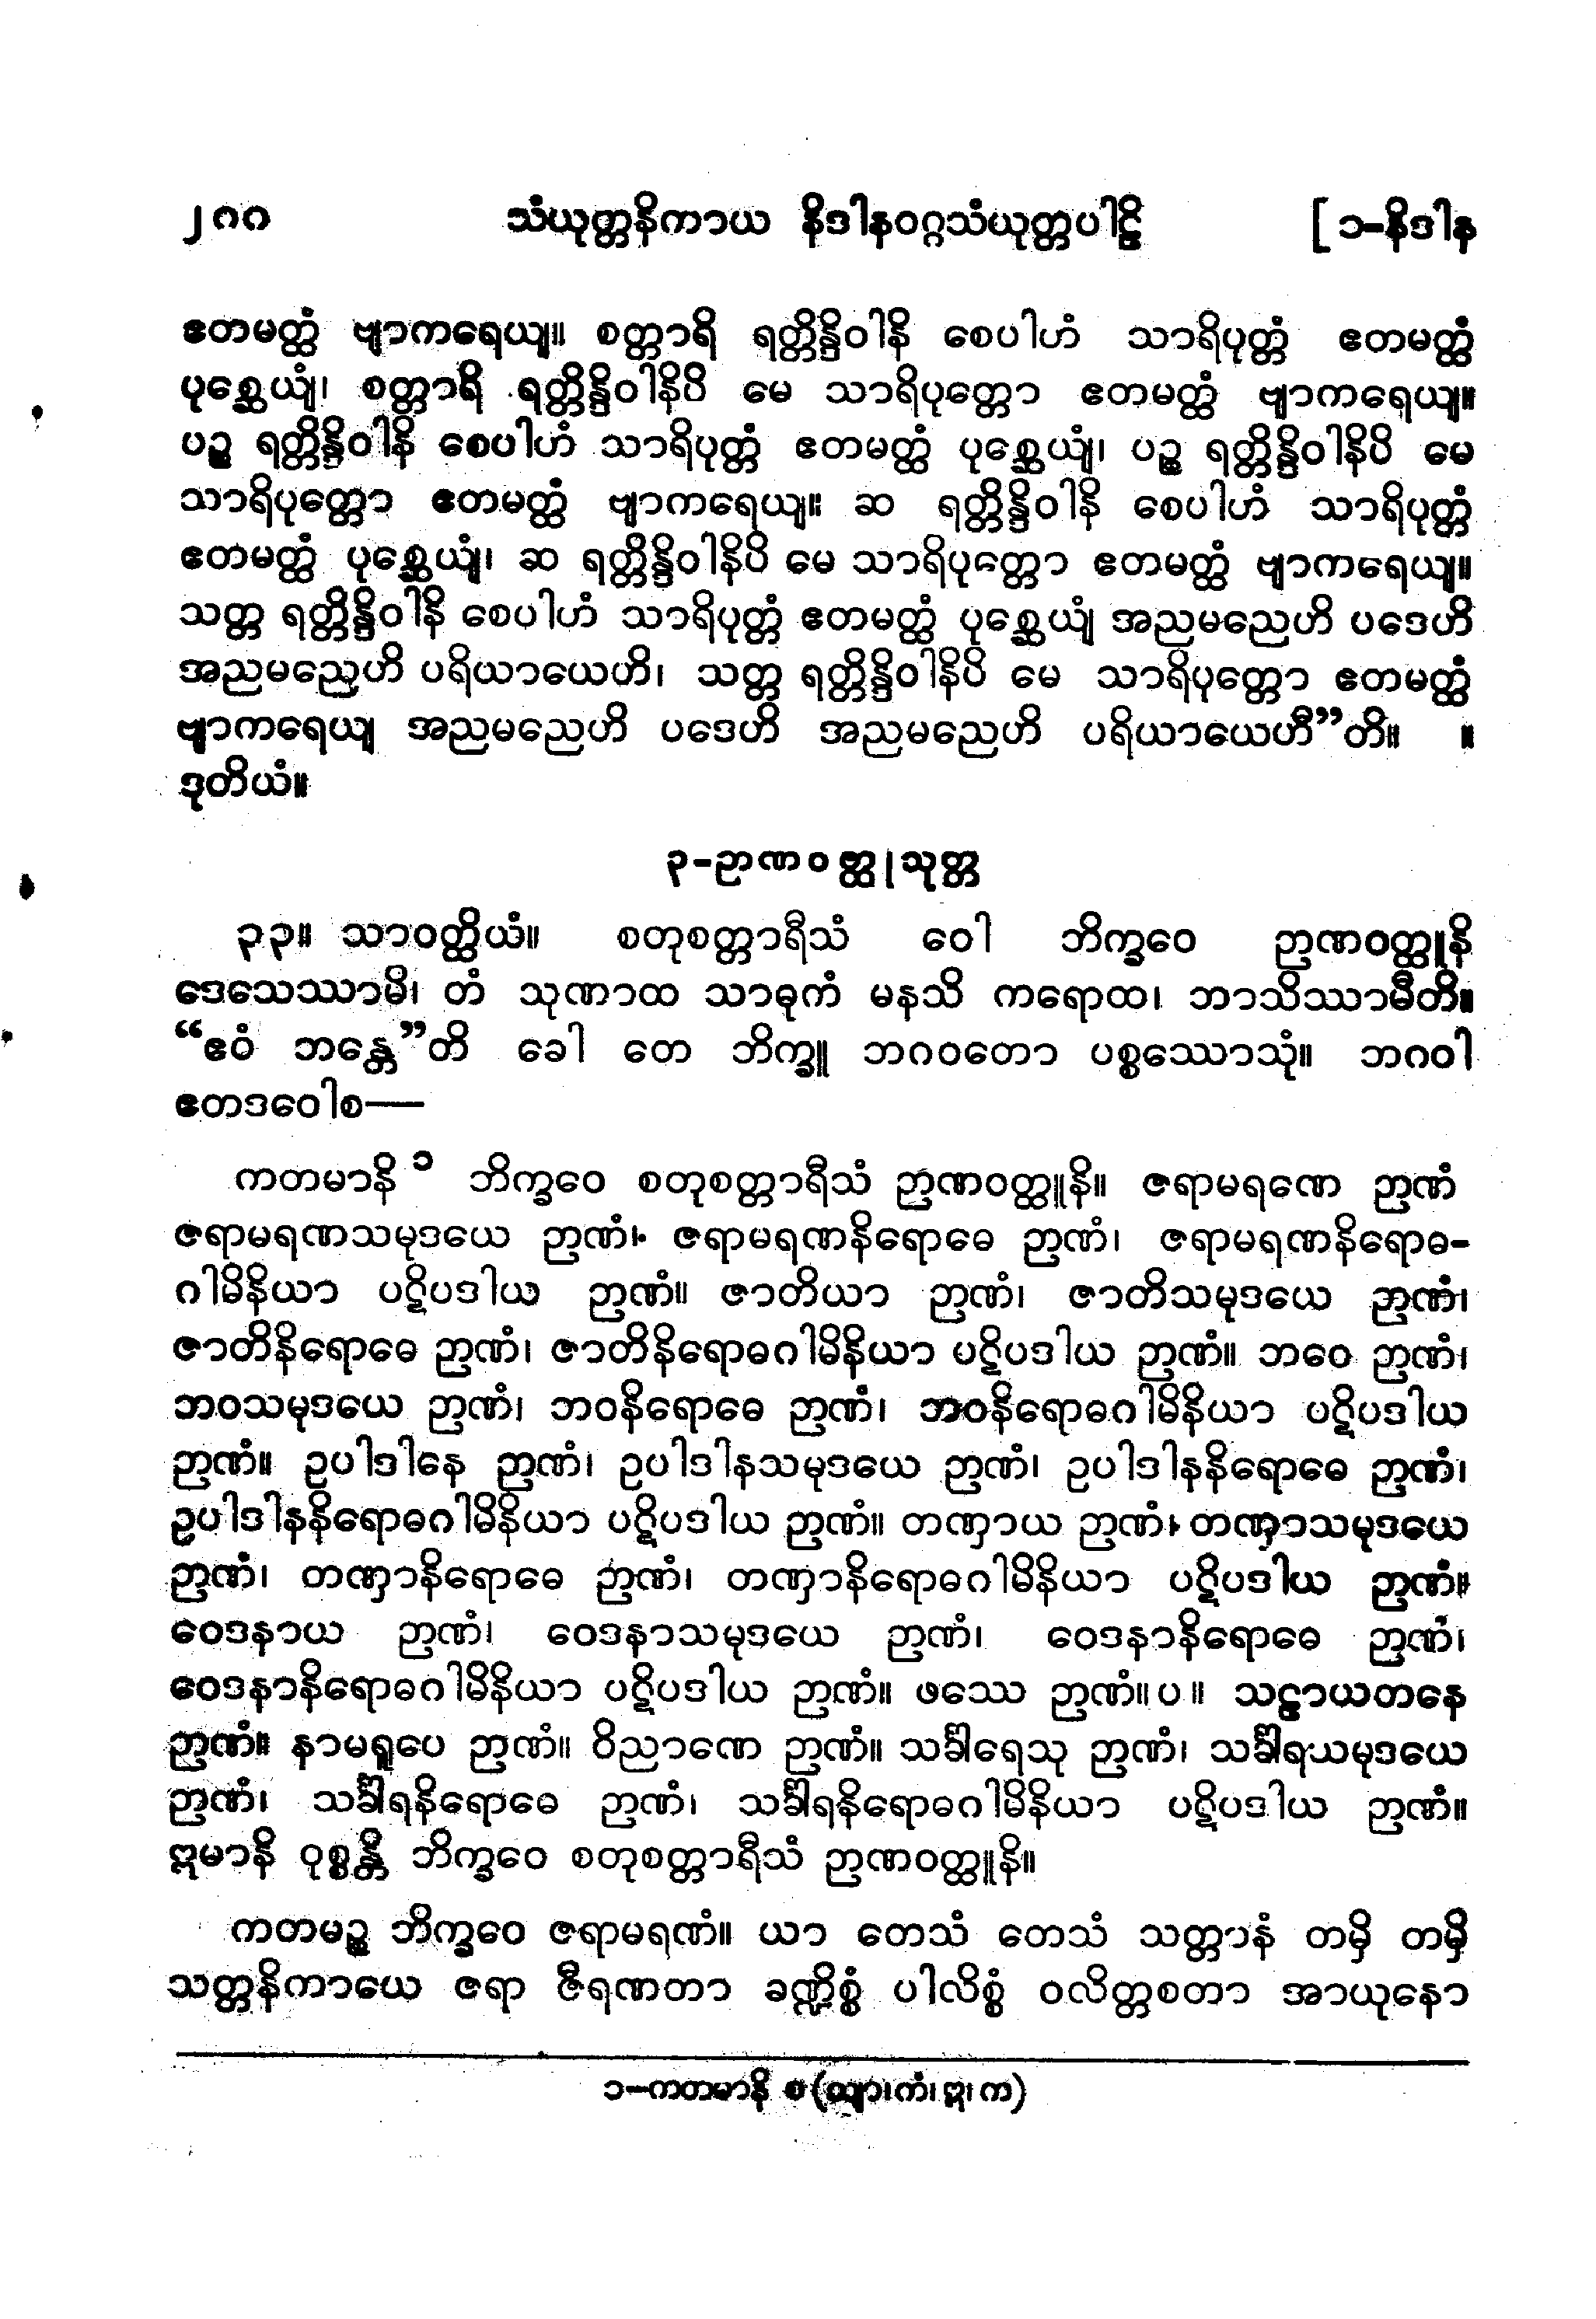 ၂၈၈ သံယုတ္တနိကာယ နိဒါနဝဂ္ဂသံယုတ္တပါဠိ [ ၁-နိဒါန
ဧတမတ္ထံ ဗျာကရေယျ။ စတ္တာရိ ရတ္တိန္ဒိဝါနိ စေပါဟံ သာရိပုတ္တံ ဧတမတ္ထံ
ပုစ္ဆေယျံ၊ စတ္တာရိ ရတ္တိန္ဒိဝါနိပိ မေ သာရိပုတ္တော ဧတမတ္ထံ ဗျာကရေယျ။
ပဉ္စ ရတ္တိန္ဒိဝါနိ စေပါဟံ သာရိပုတ္တံ ဧတမတ္ထံ ပုစ္ဆေယျံ၊ ပဉ္စ ရတ္တိန္ဒိဝါနိပိ မေ
သာရိပုတ္တော ဧတမတ္ထံ ဗျာကရေယျ။ ဆ ရတ္တိန္ဒိဝါနိ စေပါဟံ သာရိပုတ္တံ
ဧတမတ္ထံ ပုစ္ဆေယျံ၊ ဆ ရတ္တိန္ဒိဝါနိပိ မေ သာရိပုတ္တော ဧတမတ္ထံ ဗျာကရေယျ။
သတ္တ ရတ္တိန္ဒိဝါနိ စေပါဟံ သာရိပုတ္တံ ဧတမတ္ထံ ပုစ္ဆေယျံ အညမညေဟိ ပဒေဟိ
အညမညေဟိ ပရိယာယေဟိ၊ သတ္တ ရတ္တိန္ဒိဝါနိပိ မေ သာရိပုတ္တော ဧတမတ္ထံ
ဗျာကရေယျ အညမညေဟိ ပဒေဟိ အညမညေဟိ ပရိယာယေဟီ”တိ။ ။
ဒုတိယံ။
၃-ဉာဏဝတ္ထုသုတ္တ
၃၃။ သာဝတ္ထိယံ။ စတုစတ္တာရီသံ ဝေါ ဘိက္ခဝေ ဉာဏဝတ္ထူနိ
ဒေသေဿာမိ၊ တံ သုဏာထ သာဓုကံ မနသိ ကရောထ၊ ဘာသိဿာမီတိ။
“ဧဝံ ဘန္တေ”တိ ခေါ တေ ဘိက္ခူ ဘဂဝတော ပစ္စဿောသုံ။ ဘဂဝါ
ဧတဒဝေါစ—
ကတမာနိ ၁ ဘိက္ခဝေ စတုစတ္တာရီသံ ဉာဏဝတ္ထူနိ။ ဇရာမရဏေ ဉာဏံ
ဇရာမရဏသမုဒယေ ဉာဏံ၊ ဇရာမရဏနိရောဓေ ဉာဏံ၊ ဇရာမရဏနိရောဓ-
ဂါမိနိယာ ပဋိပဒါယ ဉာဏံ။ ဇာတိယာ ဉာဏံ၊ ဇာတိသမုဒယေ ဉာဏံ၊
ဇာတိနိရောဓေ ဉာဏံ၊ ဇာတိနိရောဓဂါမိနိယာ ပဋိပဒါယ ဉာဏံ။ ဘဝေ ဉာဏံ၊
ဘဝသမုဒယေ ဉာဏံ၊ ဘဝနိရောဓေ ဉာဏံ၊ ဘဝနိရောဓဂါမိနိယာ ပဋိပဒါယ
ဉာဏံ။ ဥပါဒါနေ ဉာဏံ၊ ဥပါဒါနသမုဒယေ ဉာဏံ၊ ဥပါဒါနနိရောဓေ ဉာဏံ၊
ဥပါဒါနနိရောဓဂါမိနိယာ ပဋိပဒါယ ဉာဏံ။ တဏှာယ ဉာဏံ၊ တဏှာသမုဒယေ
ဉာဏံ၊ တဏှာနိရောဓေ ဉာဏံ၊ တဏှာနိရောဓဂါမိနိယာ ပဋိပဒါယ ဉာဏံ။
ဝေဒနာယ ဉာဏံ၊ ဝေဒနာသမုဒယေ ဉာဏံ၊ ဝေဒနာနိရောဓေ ဉာဏံ၊
ဝေဒနာနိရောဓဂါမိနိယာ ပဋိပဒါယ ဉာဏံ။ ဖဿေ ဉာဏံ။ပ။ သဠာယတနေ
ဉာဏံ။ နာမရူပေ ဉာဏံ။ ဝိညာဏေ ဉာဏံ။ သင်္ခါရေသု ဉာဏံ၊ သင်္ခါရသမုဒယေ
ဉာဏံ၊ သင်္ခါရနိရောဓေ ဉာဏံ၊ သင်္ခါရနိရောဓဂါမိနိယာ ပဋိပဒါယ ဉာဏံ။
ဣမာနိ ဝုစ္စန္တိ ဘိက္ခဝေ စတုစတ္တာရီသံ ဉာဏဝတ္ထူနိ။
ကတမဉ္စ ဘိက္ခဝေ ဇရာမရဏံ။ ယာ တေသံ တေသံ သတ္တာနံ တမှိ တမှိ
သတ္တနိကာယေ ဇရာ ဇီရဏတာ ခဏ္ဍိစ္စံ ပါလိစ္စံ ဝလိတ္တစတာ အာယုနော
၁-ကတမာနိ စ (သျာ၊ ကံ၊ ဣ၊ က)